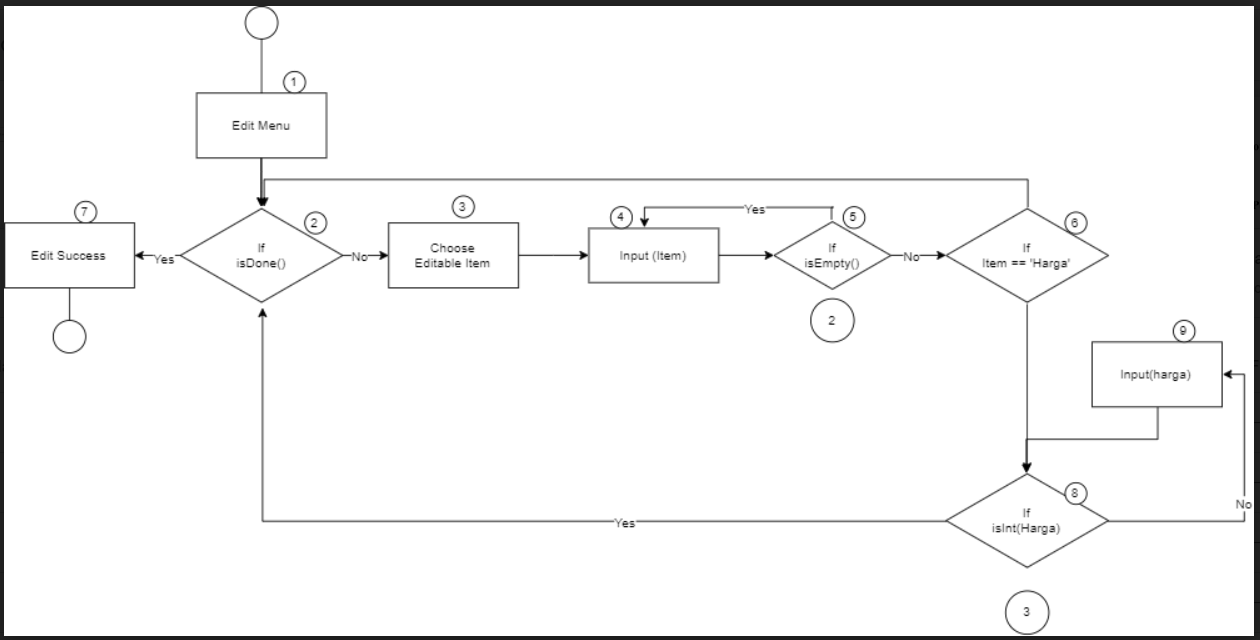 1
Edit Menu
7
Edit Success
Yes
2
If
isDone()
No
3
Choose
Editable Item
4
Input (Item)
Yes
5
If
isEmpty()
2
No
6
If
Item == 'Harga'
9
Input(harga)
8
If
isInt(Harga)
No
Yes
3